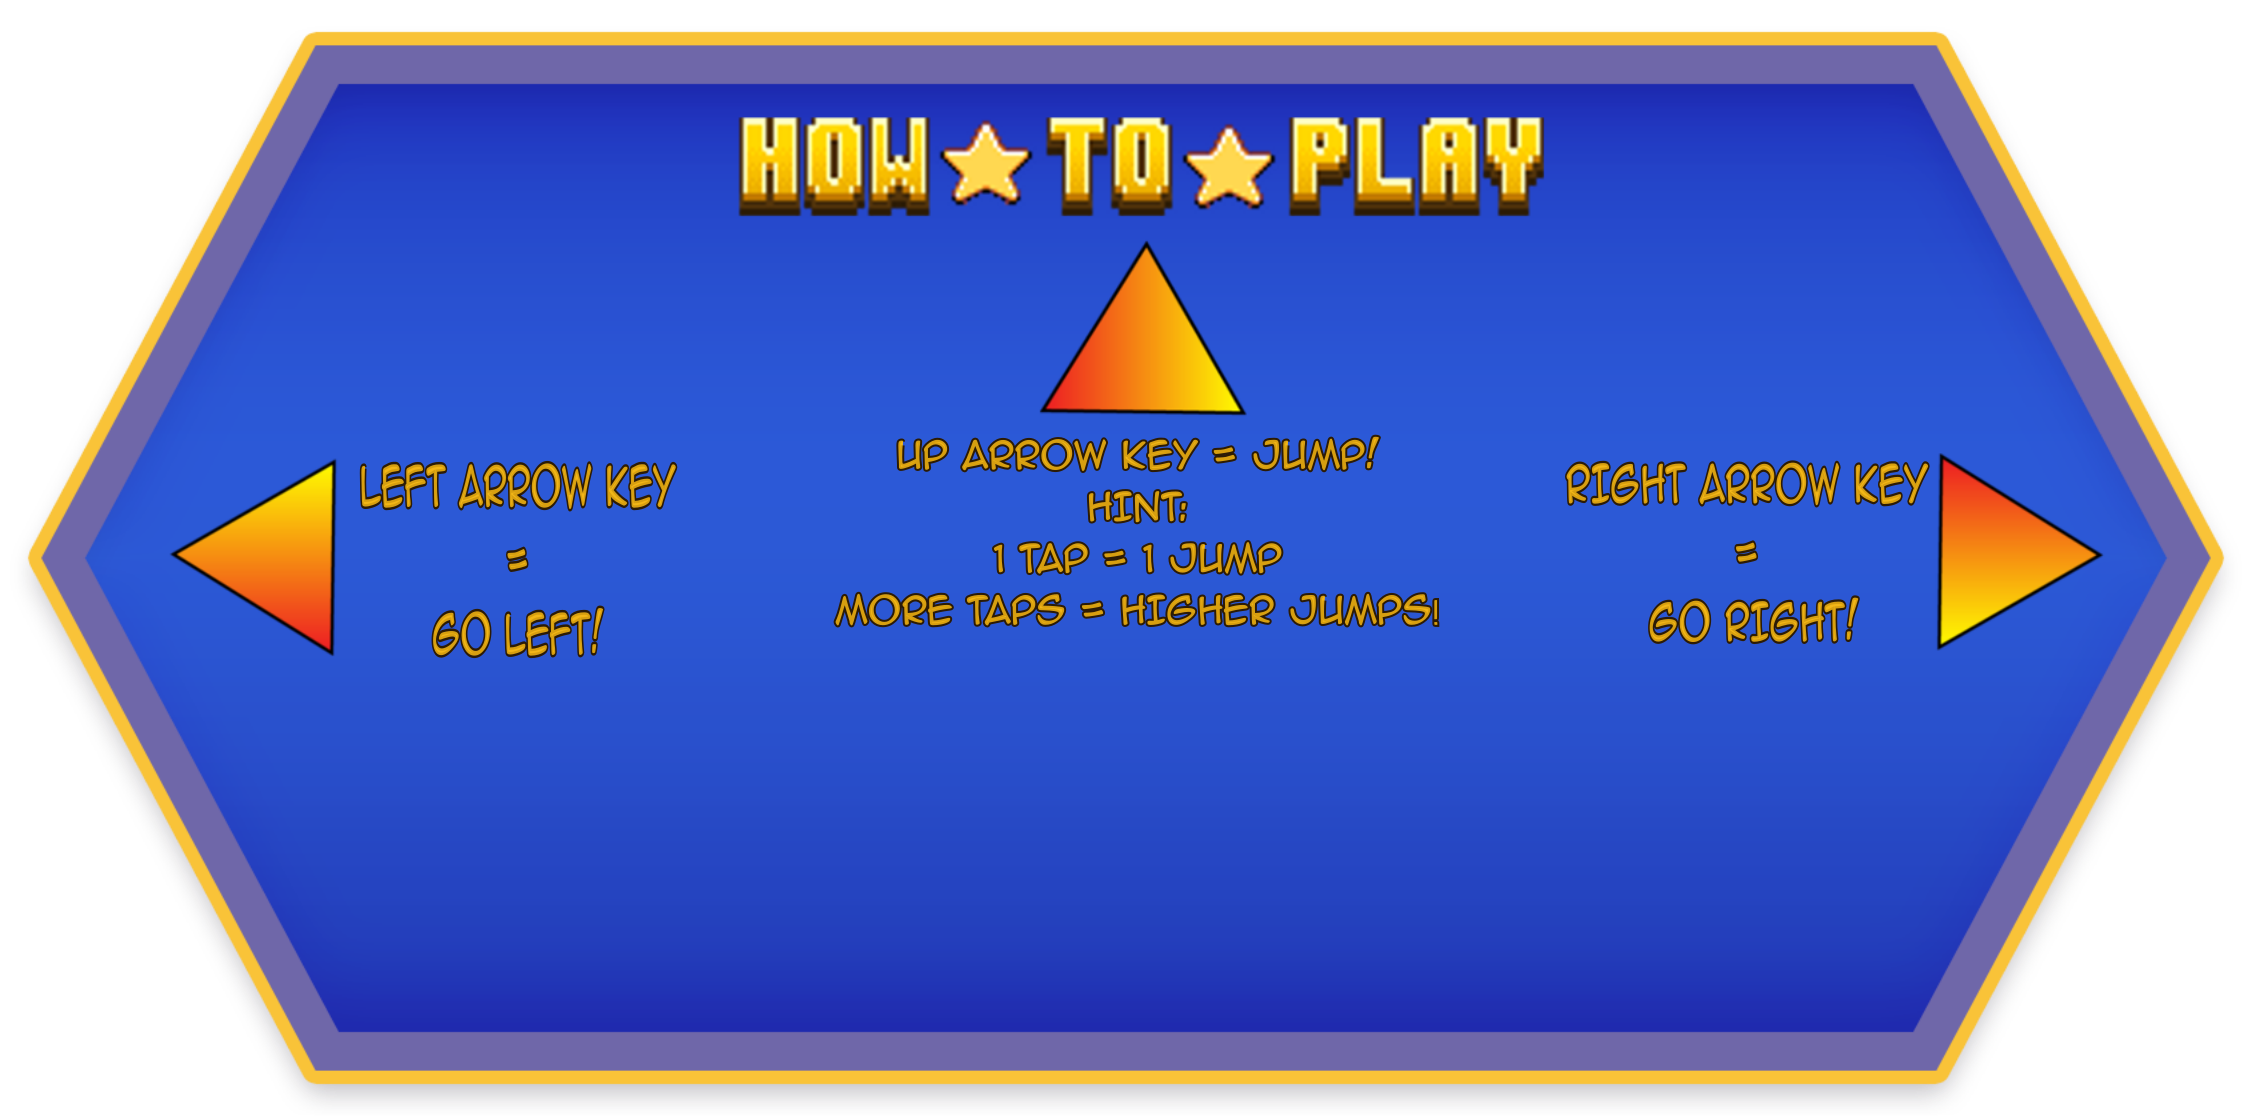 HOW TO PLAY
UP ARROW KEY = JUMP!
HINT:
1 TAP = 1 JUMP
MORE TAPS = HIGHER JUMPS!
LEFT ARROW KEY
=
GO LEFT!
RIGHT ARROW KEY
=
GO RIGHT!